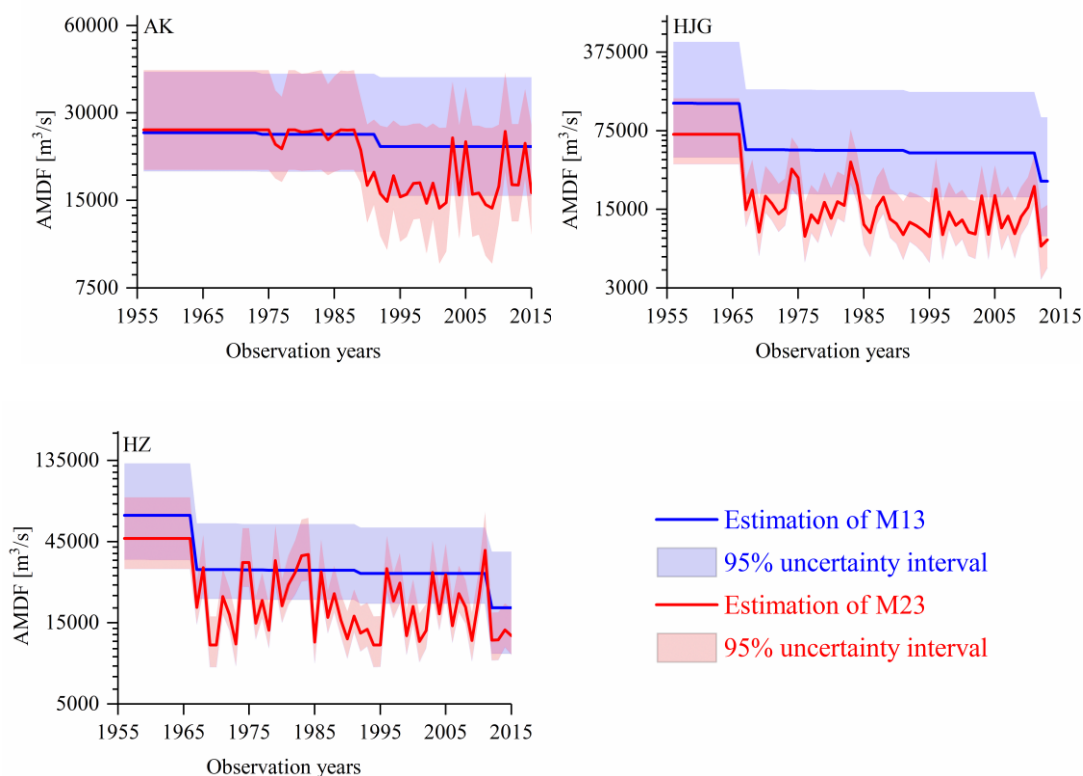 AK
60000
30000
15000
7500
AMDF [m³/s]
1955 1965 1975 1985 1995 2005 2015
Observation years
HJG
375000
75000
15000
3000
AMDF [m³/s]
1955 1965 1975 1985 1995 2005 2015
Observation years
HZ
135000
45000
15000
5000
AMDF [m³/s]
1955 1965 1975 1985 1995 2005 2015
Observation years
Estimation of M13
95% uncertainty interval
Estimation of M23
95% uncertainty interval